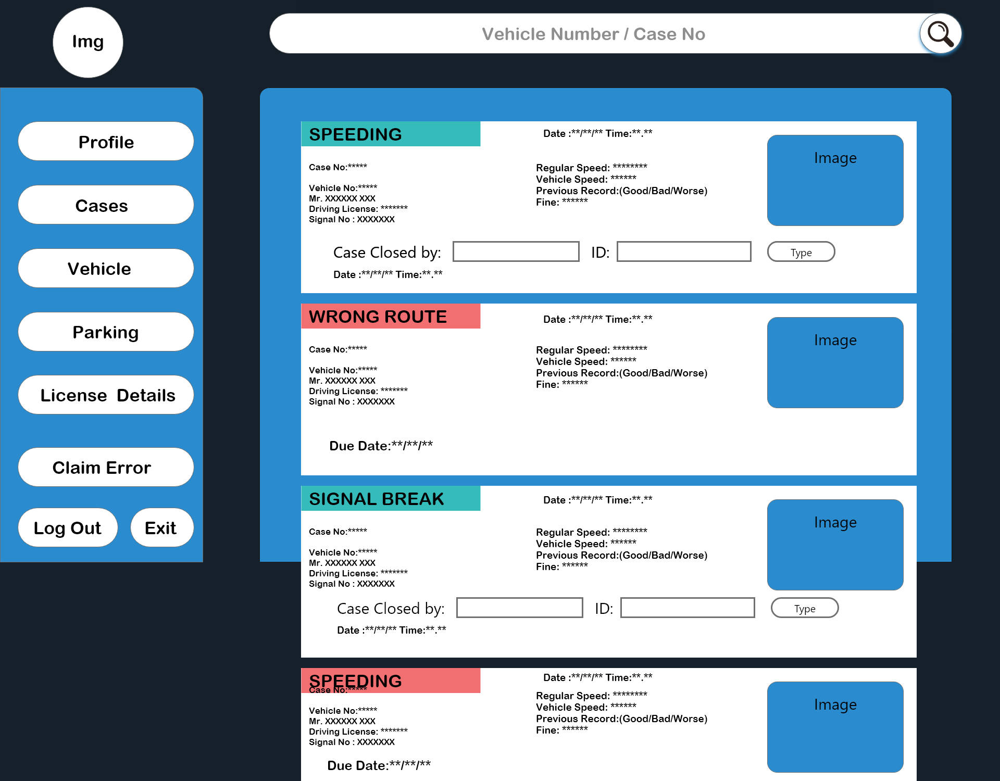 Img
Vehicle Number / Case No
Profile
Cases
Vehicle
Parking
License Details
Claim Error
Log Out
Exit
SPEEDING
Date :**/**/** Time:**.**
Case No:*****
Vehicle No:*****
Mr. XXXXXX XXX
Driving License: *******
Signal No : XXXXXXX
Regular Speed: ********
Vehicle Speed: ******
Previous Record:(Good/Bad/Worse)
Fine: ******
Image
Case Closed by:
ID:
Type
Date :**/**/** Time:**.**
WRONG ROUTE
Date :**/**/** Time:**.**
Case No:*****
Vehicle No:*****
Mr. XXXXXX XXX
Driving License: *******
Signal No : XXXXXXX
Regular Speed: ********
Vehicle Speed: ******
Previous Record:(Good/Bad/Worse)
Fine: ******
Image
Due Date:**/**/**
SIGNAL BREAK
Date :**/**/** Time:**.**
Case No:*****
Vehicle No:*****
Mr. XXXXXX XXX
Driving License: *******
Signal No : XXXXXXX
Regular Speed: ********
Vehicle Speed: ******
Previous Record:(Good/Bad/Worse)
Fine: ******
Image
Case Closed by:
ID:
Type
Date :**/**/** Time:**.**
SPEEDING
Date :**/**/** Time:**.**
Case No:*****
Vehicle No:*****
Mr. XXXXXX XXX
Driving License: *******
Signal No : XXXXXXX
Regular Speed: ********
Vehicle Speed: ******
Previous Record:(Good/Bad/Worse)
Fine: ******
Image
Due Date:**/**/**